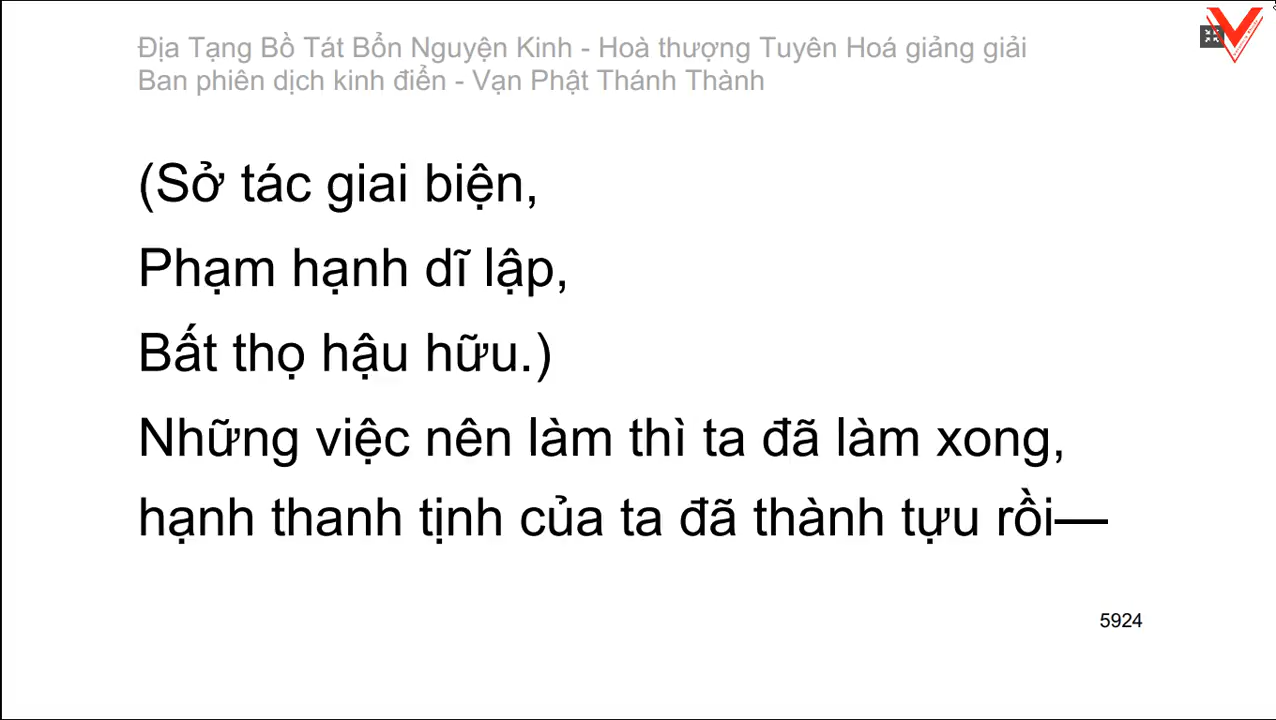 Địa Tạng Bồ Tát Bổn Nguyện Kinh - Hoà thượng Tuyên Hoá giảng giải
Ban phiên dịch kinh điển - Vạn Phật Thánh Thành
(Sở tác giai biện,
Phạm hạnh dĩ lập,
Bất thọ hậu hữu.)
Những việc nên làm thì ta đã làm xong,
hạnh thanh tịnh của ta đã thành tựu rồi—
5924